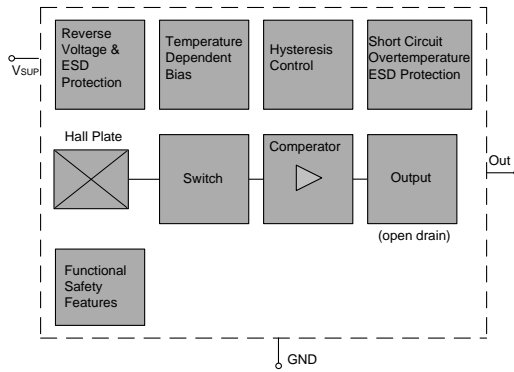 Reverse
Voltage &
ESD
Protection
Temperature
Dependent
Bias
Hysteresis
Control
Short Circuit
Overtemperature
ESD Protection
VSUP
Hall Plate
Switch
Comperator
Output
Out
(open drain)
Functional
Safety
Features
GND